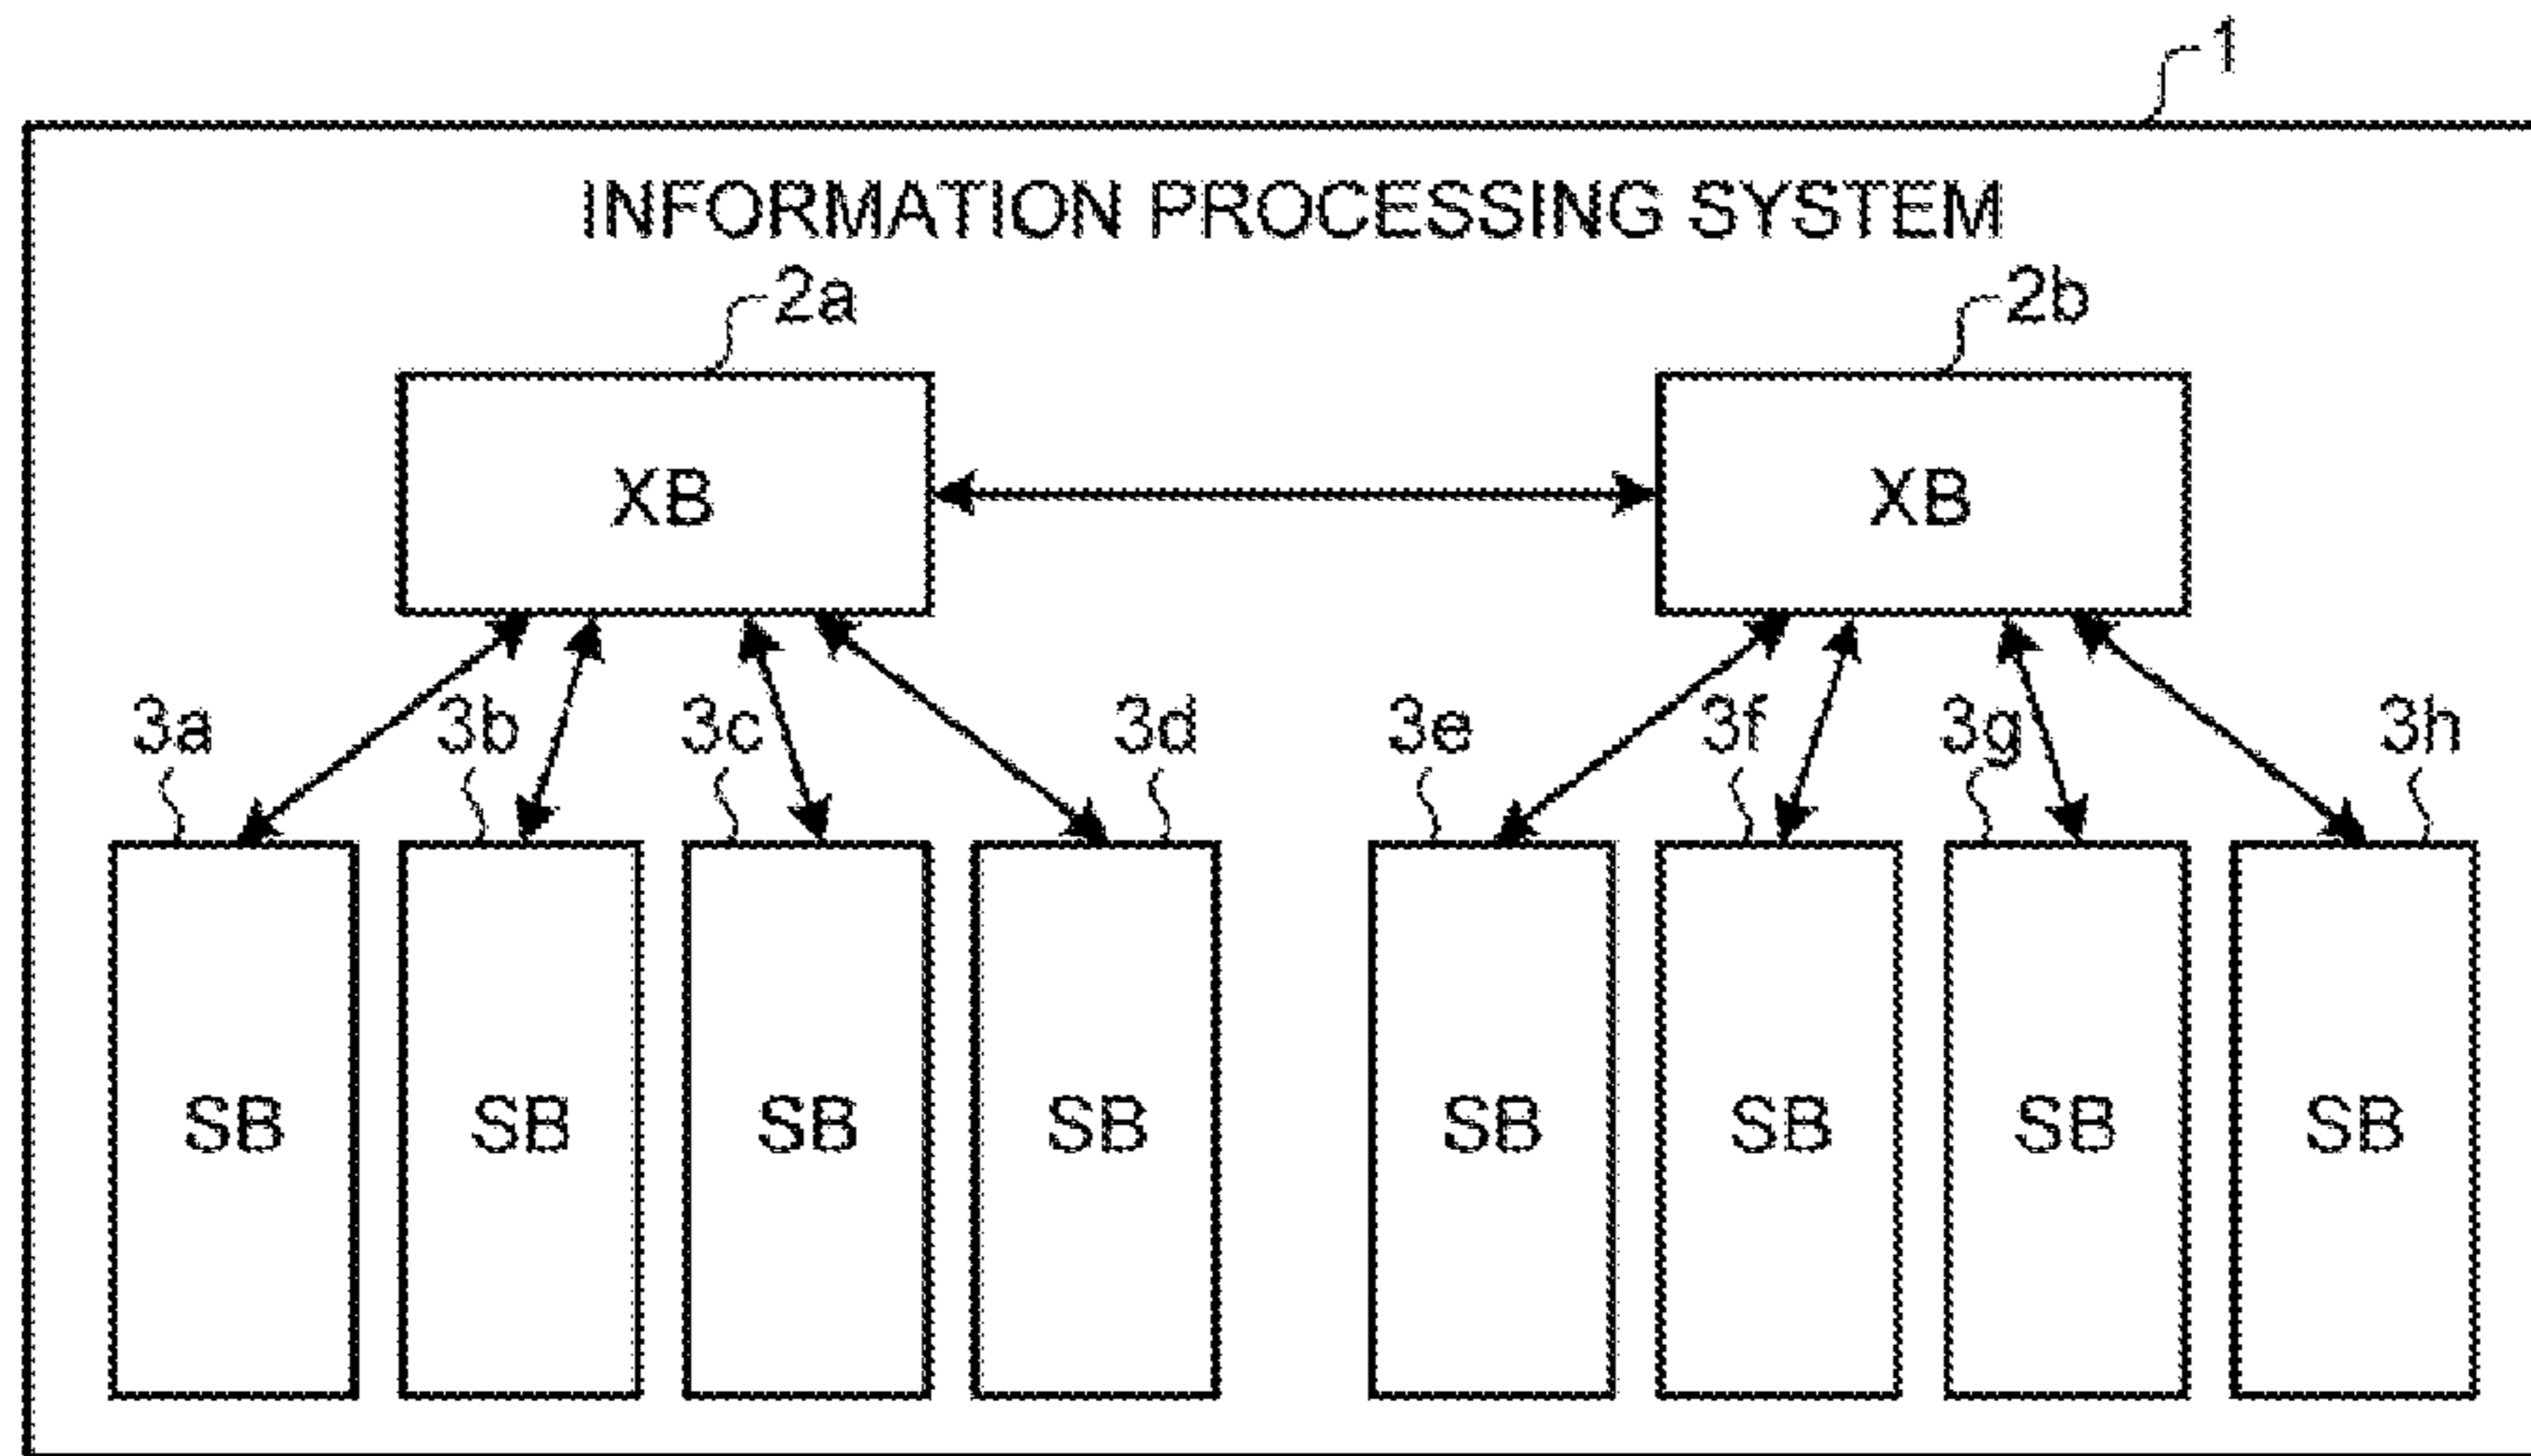 1
INFORMATION PROCESSING SYSTEM
2a 2b
XB XB
3a 3b 3c 3d 3e 3f 3g 3h
SB SB SB SB SB SB SB SB